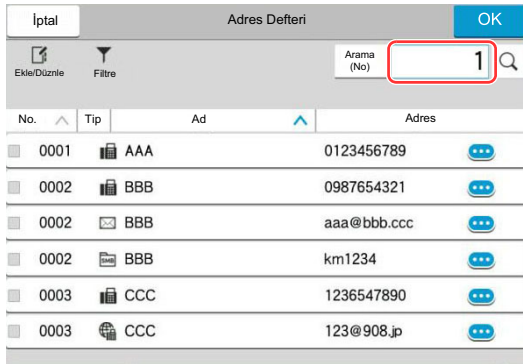 İptal
Adres Defteri
OK
Ekle/Düznle
Filtre
Arama
(No)
1
No. Tip Ad Adres
0001 AAA 0123456789
0002 BBB 0987654321
0002 BBB aaa@bbb.ccc
0002 SMB BBB km1234
0003 CCC 1236547890
0003 CCC 123@908.jp